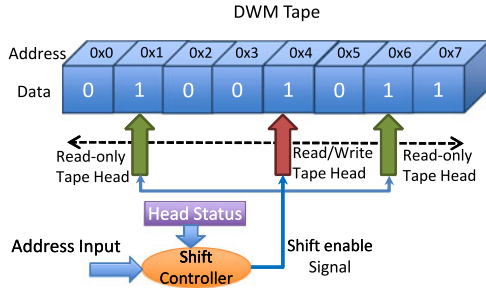 DWM Tape
Address 0x0 0x1 0x2 0x3 0x4 0x5 0x6 0x7
Data 0 1 0 0 1 0 1 1
Read-only
Tape Head
Read/Write
Tape Head
Read-only
Tape Head
Head Status
Address Input
Shift
Controller
Shift enable
Signal